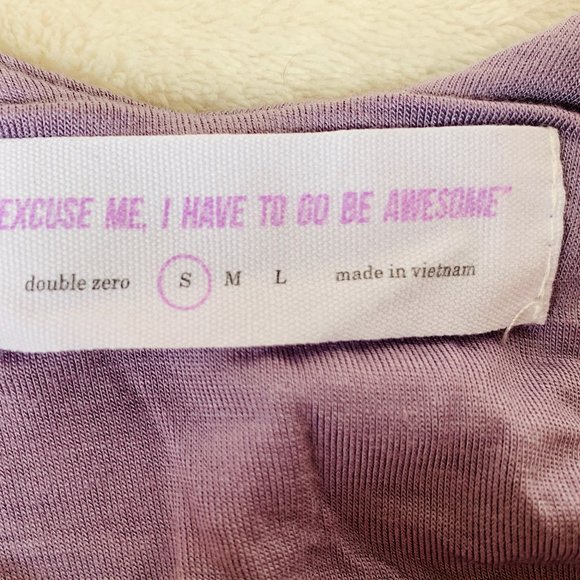 EXCUSE ME, I HAVE TO GO BE AWESOME"
double zero S M L made in vietnam